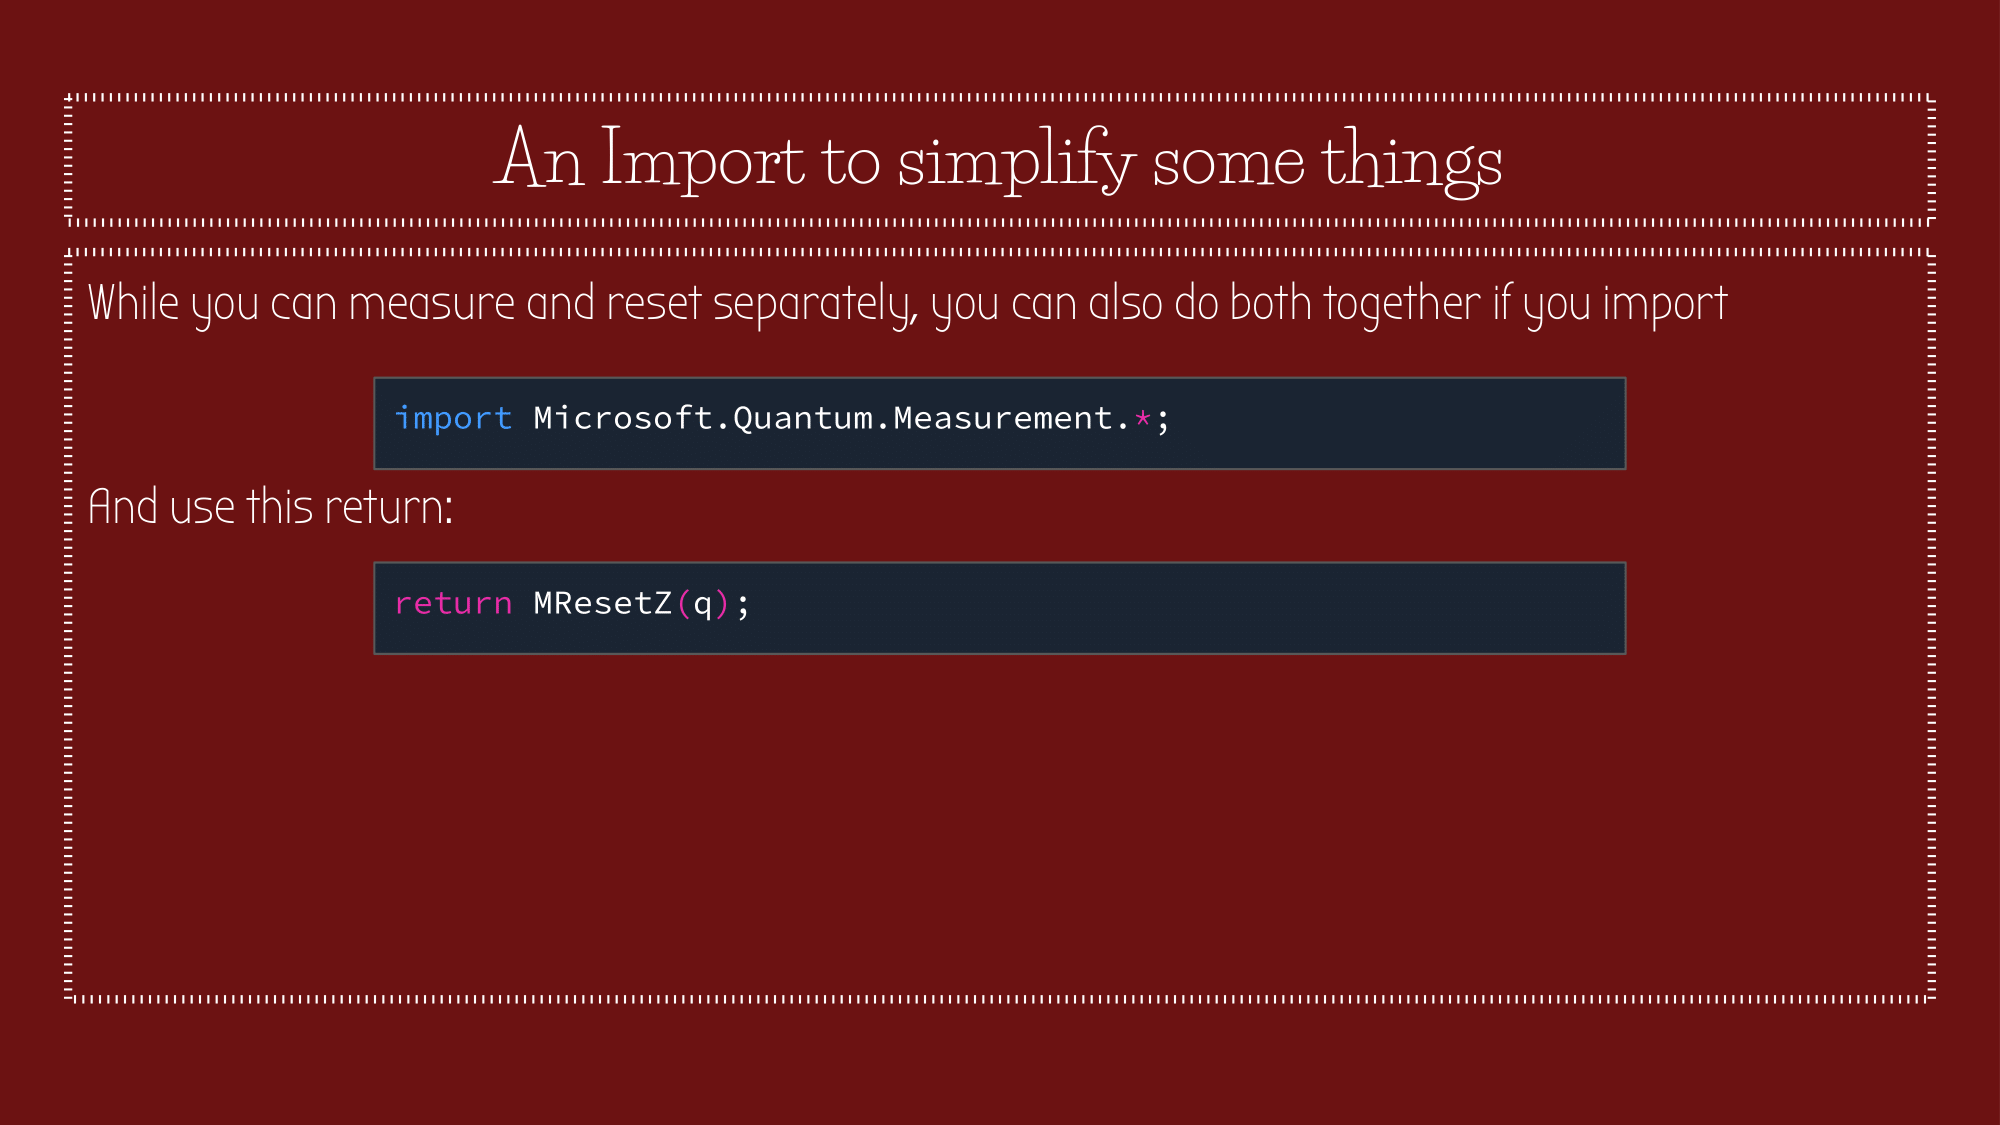 An Import to simplify some things
While you can measure and reset separately, you can also do both together if you import
import Microsoft.Quantum.Measurement.*;
And use this return:
return MResetZ(q);